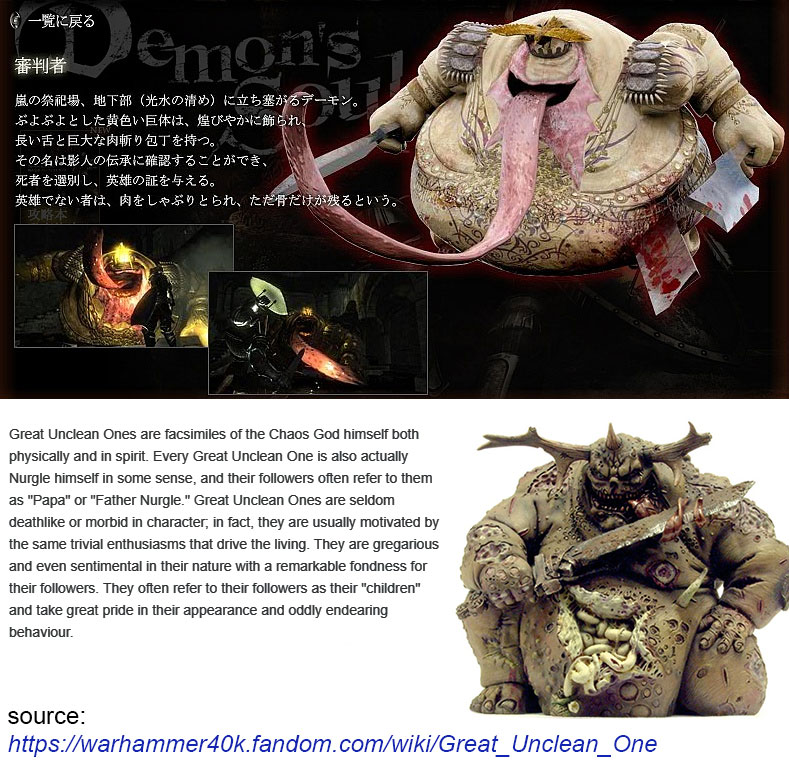 一覧に戻る
Demon's
Soul
審判者
嵐の祭祀場、地下部（光水の清め）に立ち塞がるデーモン。
ぶよぶよとした黄色い巨体は、煌びやかに飾られ、
長い舌と巨大な肉斬り包丁を持つ。
その名は影人の伝承に確認することができ、
死者を選別し、英雄の証を与える。
英雄でない者は、肉をしゃぶりとられ、ただ骨だけが残るという。
NEW
攻略本
Great Unclean Ones are facsimiles of the Chaos God himself both
physically and in spirit. Every Great Unclean One is also actually
Nurgle himself in some sense, and their followers often refer to them
as "Papa" or "Father Nurgle." Great Unclean Ones are seldom
deathlike or morbid in character; in fact, they are usually motivated by
the same trivial enthusiasms that drive the living. They are gregarious
and even sentimental in their nature with a remarkable fondness for
their followers. They often refer to their followers as their "children"
and take great pride in their appearance and oddly endearing
behaviour.
source:
https://warhammer40k.fandom.com/wiki/Great_Unclean_One